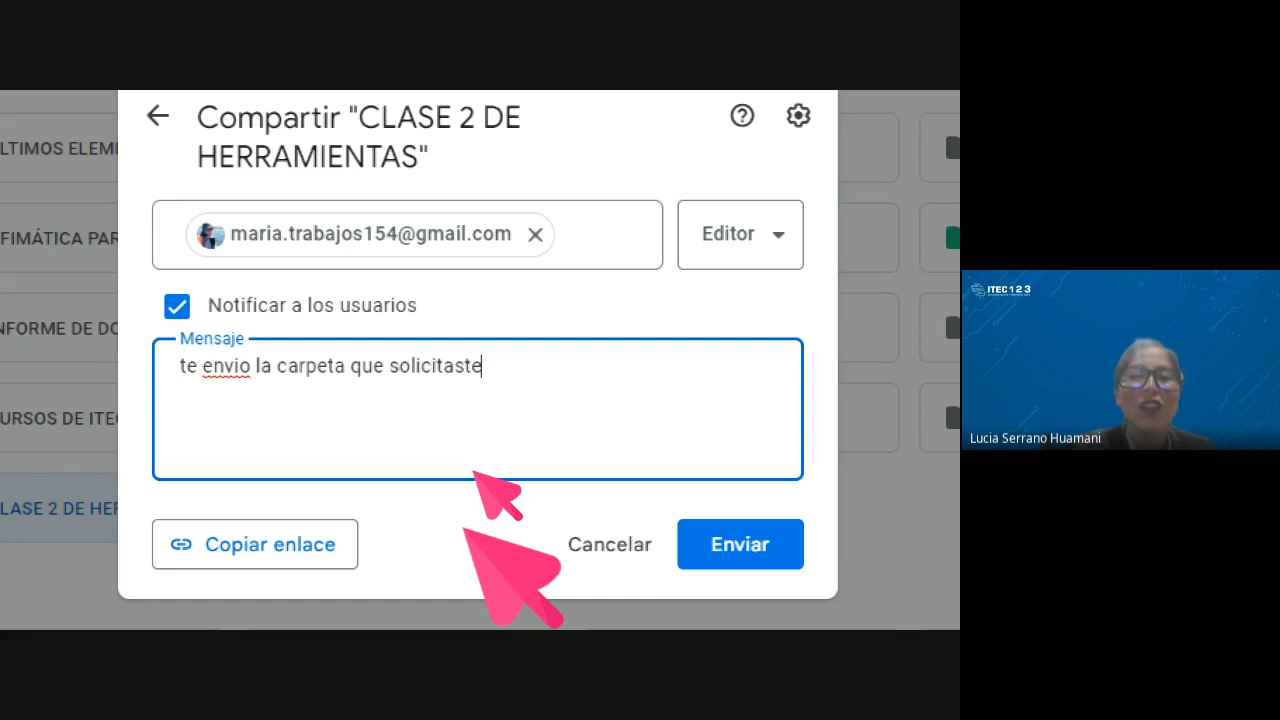 Compartir "CLASE 2 DE
HERRAMIENTAS"
LTIMOS ELEM
maria.trabajos154@gmail.com
Editor
FIMÁTICA PAR
Notificar a los usuarios
NFORME DE DO
Mensaje
te envio la carpeta que solicitaste
URSOS DE ITE
LASE 2 DE HER
Copiar enlace
Cancelar
Enviar
ITEC 1 2 3
Lucia Serrano Huamani